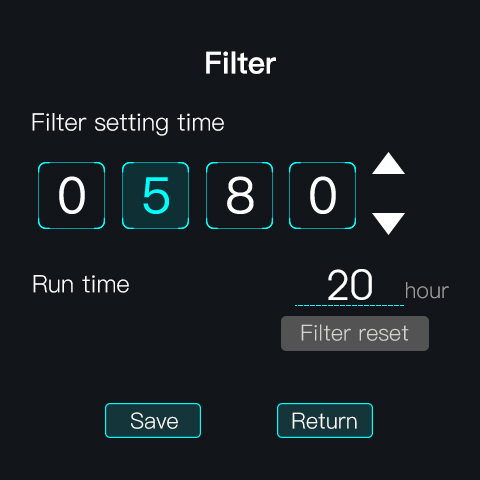 Filter
Filter setting time
0 5 8 0
Run time 20 hour
Filter reset
Save Return